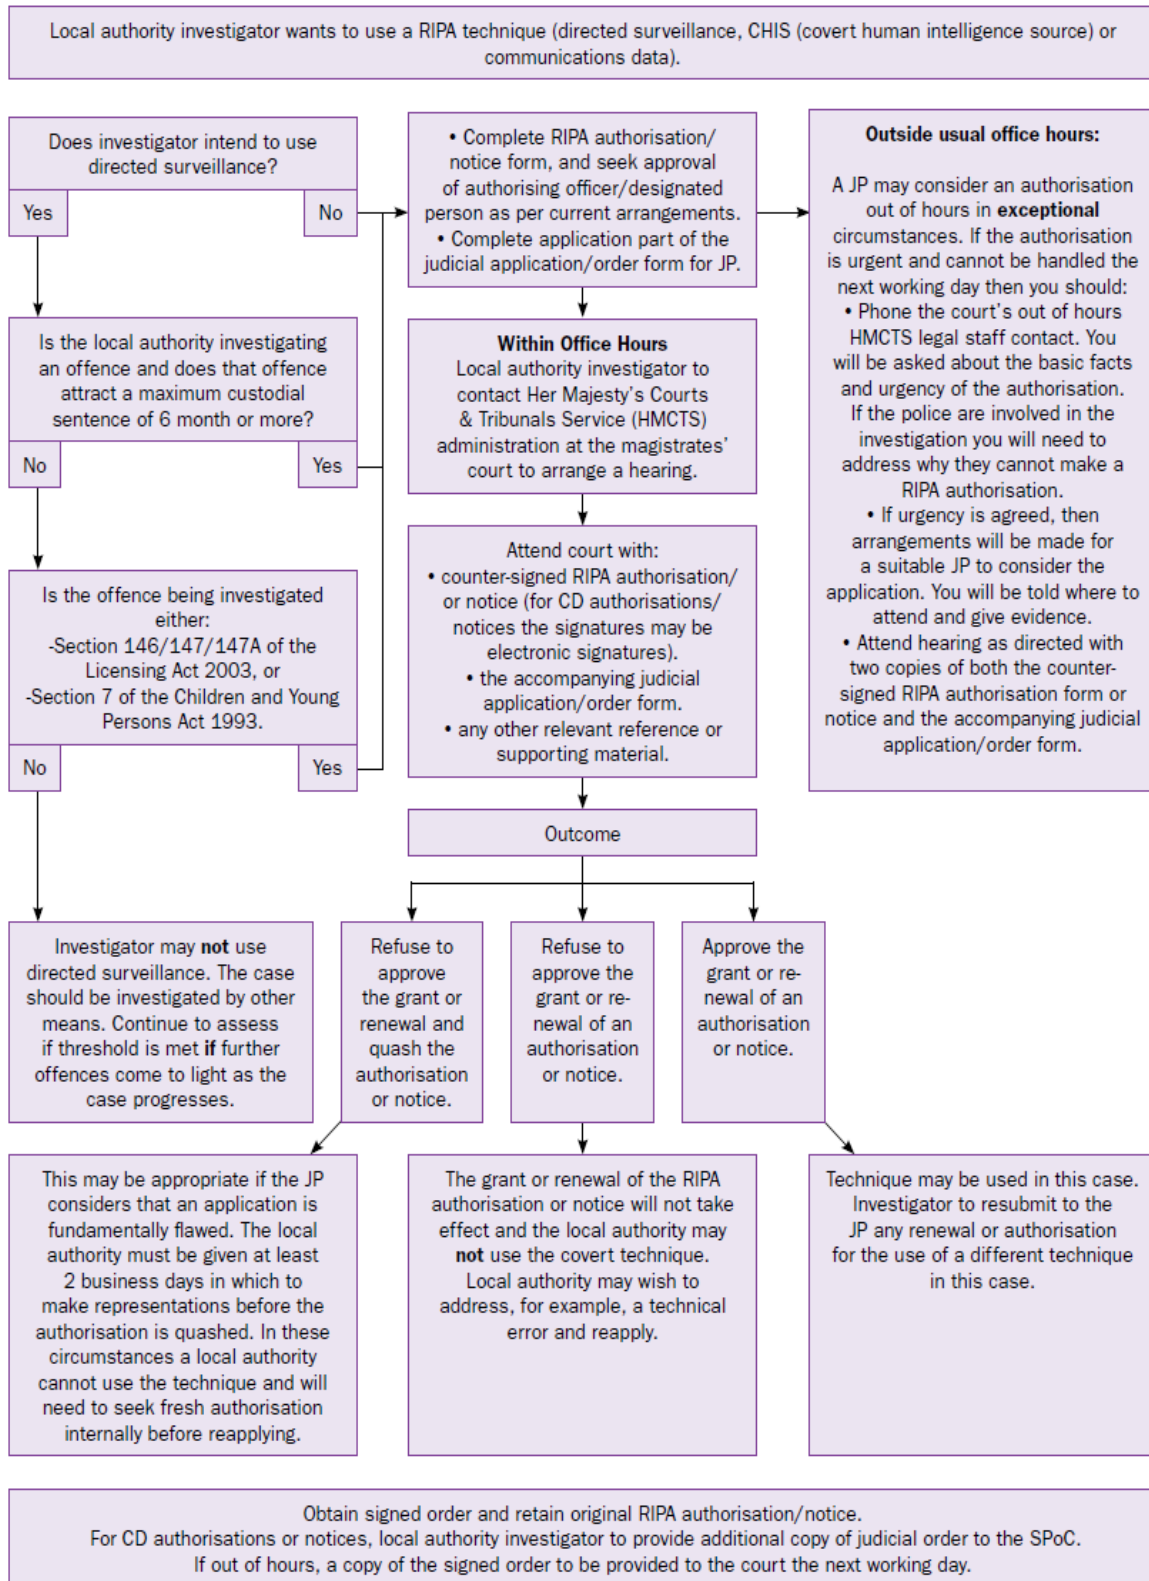 Local authority investigator wants to use a RIPA technique (directed surveillance, CHIS (covert human intelligence source) or
communications data).
Does investigator intend to use
directed surveillance?
Yes
No
Is the local authority investigating
an offence and does that offence
attract a maximum custodial
sentence of 6 month or more?
No
Yes
Is the offence being investigated
either:
-Section 146/147/147A of the
Licensing Act 2003, or
-Section 7 of the Children and Young
Persons Act 1993.
No
Yes
• Complete RIPA authorisation/
notice form, and seek approval
of authorising officer/designated
person as per current arrangements.
• Complete application part of the
judicial application/order form for JP.
Within Office Hours
Local authority investigator to
contact Her Majesty's Courts
& Tribunals Service (HMCTS)
administration at the magistrates'
court to arrange a hearing.
Attend court with:
• counter-signed RIPA authorisation/
or notice (for CD authorisations/
notices the signatures may be
electronic signatures).
• the accompanying judicial
application/order form.
• any other relevant reference or
supporting material.
Outside usual office hours:
A JP may consider an authorisation
out of hours in exceptional
circumstances. If the authorisation
is urgent and cannot be handled the
next working day then you should:
• Phone the court's out of hours
HMCTS legal staff contact. You
will be asked about the basic facts
and urgency of the authorisation.
If the police are involved in the
investigation you will need to
address why they cannot make a
RIPA authorisation.
• If urgency is agreed, then
arrangements will be made for
a suitable JP to consider the
application. You will be told where to
attend and give evidence.
• Attend hearing as directed with
two copies of both the counter-
signed RIPA authorisation form or
notice and the accompanying judicial
application/order form.
Outcome
Investigator may not use
directed surveillance. The case
should be investigated by other
means. Continue to assess
if threshold is met if further
offences come to light as the
case progresses.
Refuse to
approve
the grant or
renewal and
quash the
authorisation
or notice.
Refuse to
approve the
grant or re-
newal of an
authorisation
or notice.
Approve the
grant or re-
newal of an
authorisation
or notice.
This may be appropriate if the JP
considers that an application is
fundamentally flawed. The local
authority must be given at least
2 business days in which to
make representations before the
authorisation is quashed. In these
circumstances a local authority
cannot use the technique and will
need to seek fresh authorisation
internally before reapplying.
The grant or renewal of the RIPA
authorisation or notice will not take
effect and the local authority may
not use the covert technique.
Local authority may wish to
address, for example, a technical
error and reapply.
Technique may be used in this case.
Investigator to resubmit to the
JP any renewal or authorisation
for the use of a different technique
in this case.
Obtain signed order and retain original RIPA authorisation/notice.
For CD authorisations or notices, local authority investigator to provide additional copy of judicial order to the SPoC.
If out of hours, a copy of the signed order to be provided to the court the next working day.